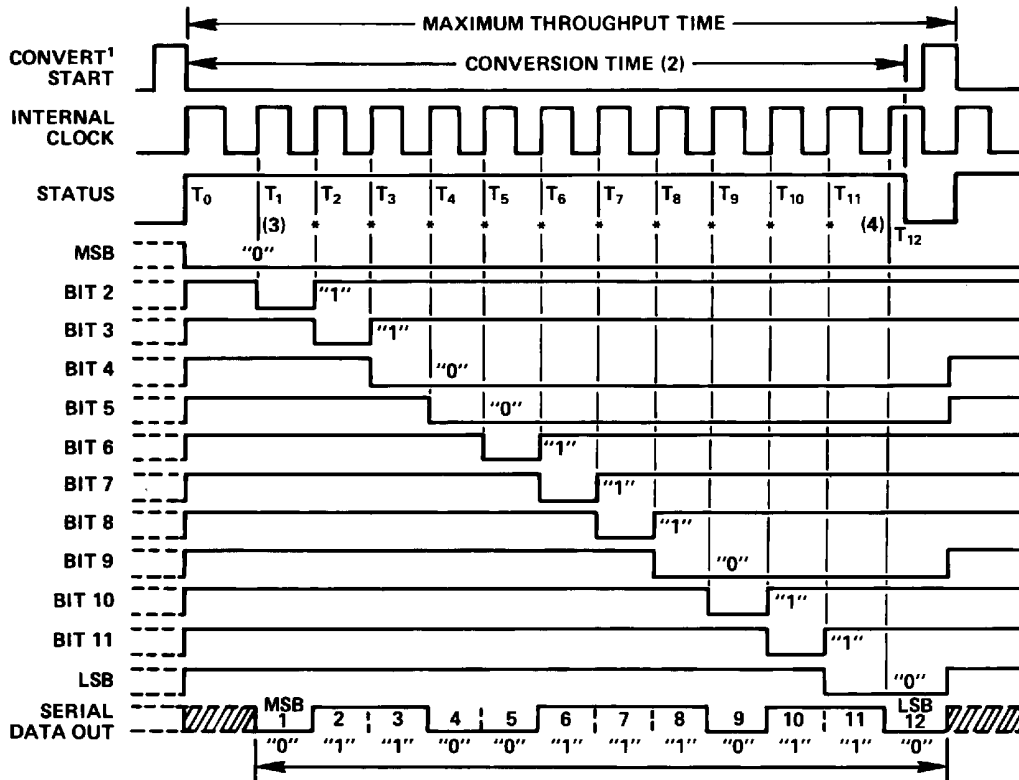 MAXIMUM THROUGHPUT TIME
CONVERT¹
START
CONVERSION TIME (2)
INTERNAL
CLOCK
STATUS
T₀ T₁ T₂ T₃ T₄ T₅ T₆ T₇ T₈ T₉ T₁₀ T₁₁
(3) * * * * * * * * * * (4) T₁₂
MSB "0"
BIT 2 "1"
BIT 3 "1"
BIT 4 "0"
BIT 5 "0"
BIT 6 "1"
BIT 7 "1"
BIT 8 "1"
BIT 9 "0"
BIT 10 "1"
BIT 11 "1"
LSB "0"
SERIAL
DATA OUT
MSB LSB
1 2 3 4 5 6 7 8 9 10 11 12
"0" "1" "1" "0" "0" "1" "1" "1" "0" "1" "1" "0"